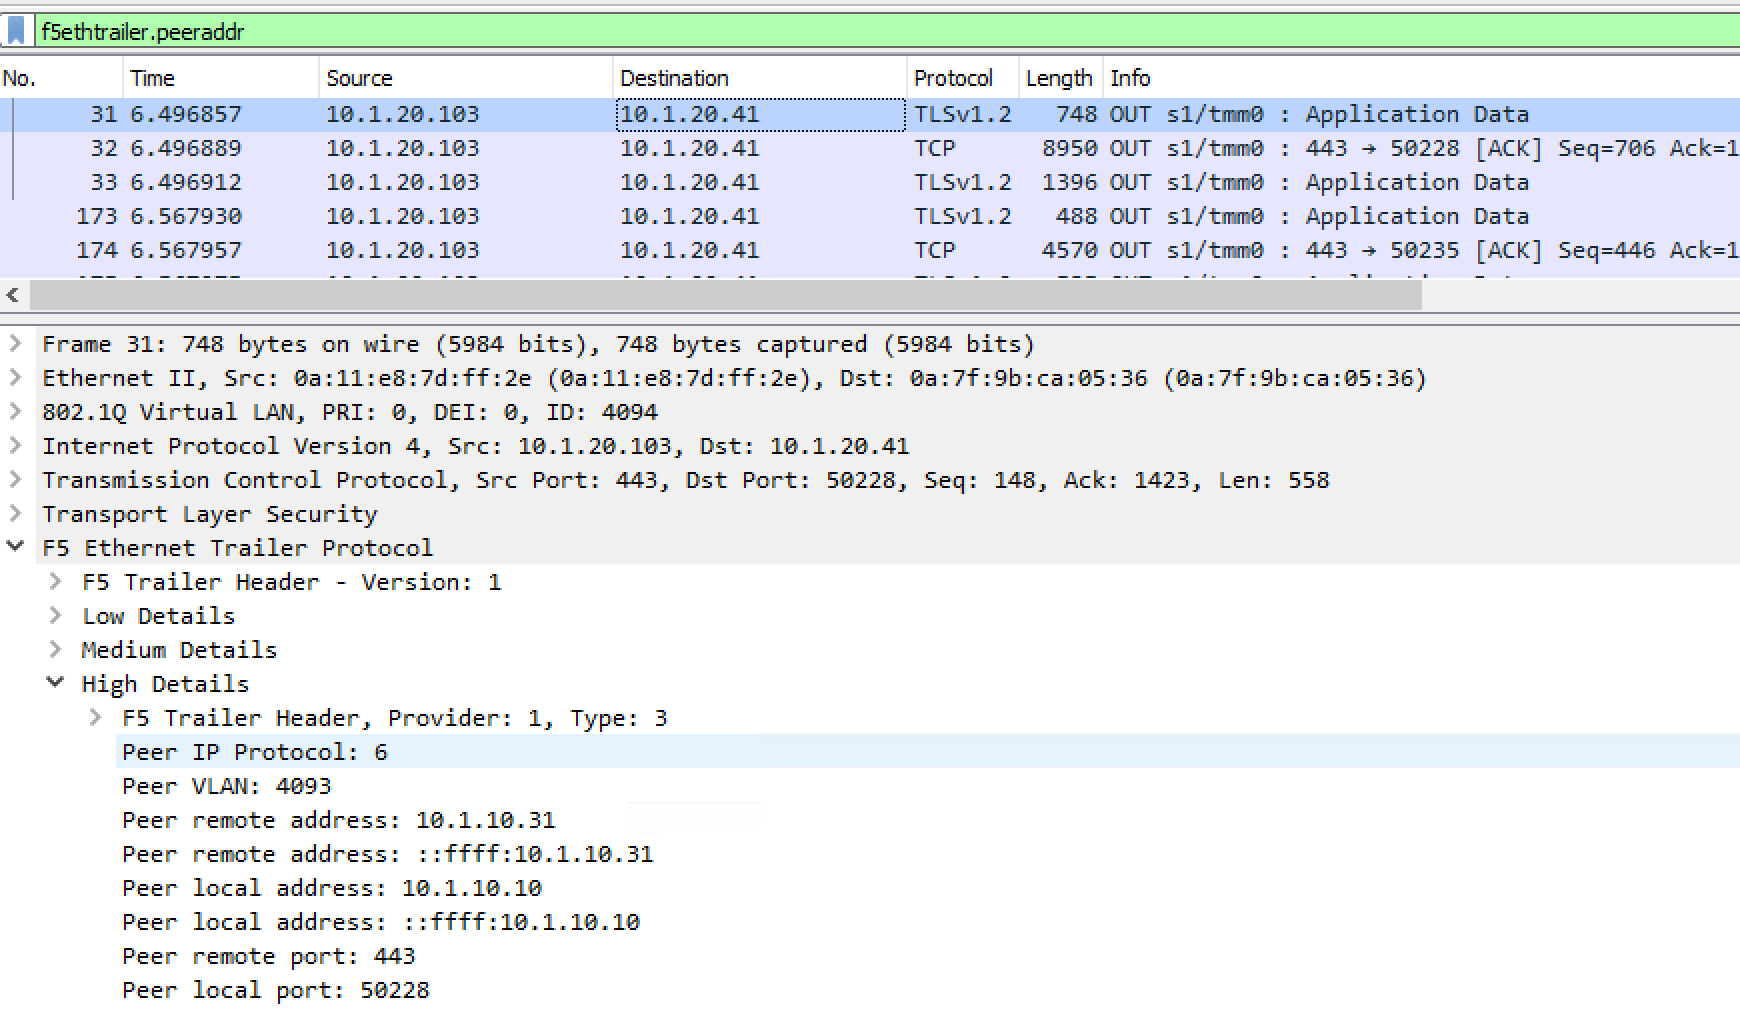 f5ethtrailer.peeraddr
No. Time Source Destination Protocol Length Info
31 6.496857 10.1.20.103 10.1.20.41 TLSv1.2 748 OUT s1/tmm0 : Application Data
32 6.496889 10.1.20.103 10.1.20.41 TCP 8950 OUT s1/tmm0 : 443 → 50228 [ACK] Seq=706 Ack=1
33 6.496912 10.1.20.103 10.1.20.41 TLSv1.2 1396 OUT s1/tmm0 : Application Data
173 6.567930 10.1.20.103 10.1.20.41 TLSv1.2 488 OUT s1/tmm0 : Application Data
174 6.567957 10.1.20.103 10.1.20.41 TCP 4570 OUT s1/tmm0 : 443 → 50235 [ACK] Seq=446 Ack=1
Frame 31: 748 bytes on wire (5984 bits), 748 bytes captured (5984 bits)
Ethernet II, Src: 0a:11:e8:7d:ff:2e (0a:11:e8:7d:ff:2e), Dst: 0a:7f:9b:ca:05:36 (0a:7f:9b:ca:05:36)
802.1Q Virtual LAN, PRI: 0, DEI: 0, ID: 4094
Internet Protocol Version 4, Src: 10.1.20.103, Dst: 10.1.20.41
Transmission Control Protocol, Src Port: 443, Dst Port: 50228, Seq: 148, Ack: 1423, Len: 558
Transport Layer Security
F5 Ethernet Trailer Protocol
F5 Trailer Header - Version: 1
Low Details
Medium Details
High Details
F5 Trailer Header, Provider: 1, Type: 3
Peer IP Protocol: 6
Peer VLAN: 4093
Peer remote address: 10.1.10.31
Peer remote address: ::ffff:10.1.10.31
Peer local address: 10.1.10.10
Peer local address: ::ffff:10.1.10.10
Peer remote port: 443
Peer local port: 50228